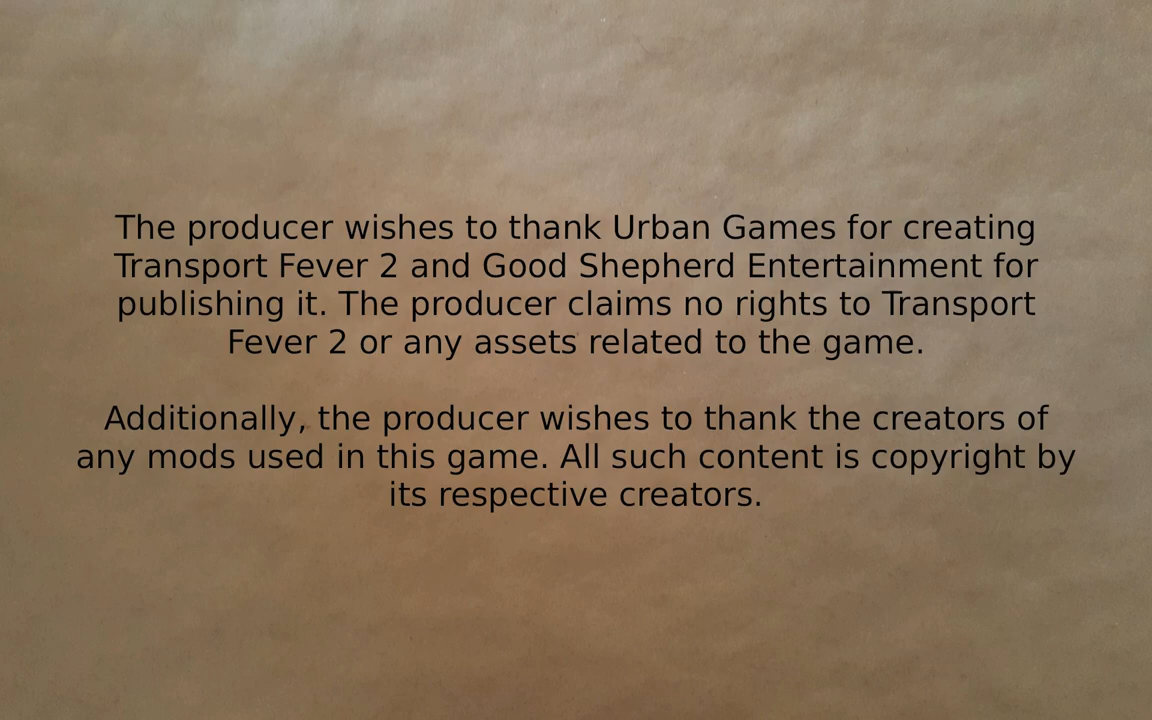 The producer wishes to thank Urban Games for creating
Transport Fever 2 and Good Shepherd Entertainment for
publishing it. The producer claims no rights to Transport
Fever 2 or any assets related to the game.
Additionally, the producer wishes to thank the creators of
any mods used in this game. All such content is copyright by
its respective creators.